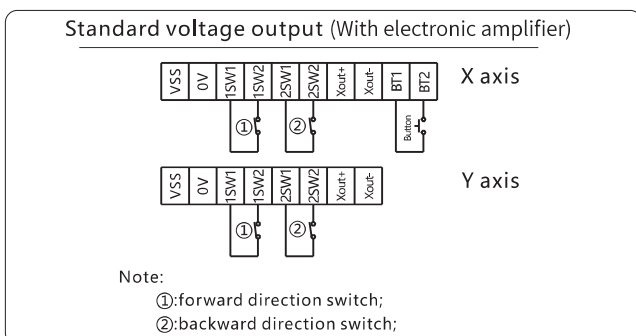 Standard voltage output (With electronic amplifier)
VSS 0V 1SW1 1SW2 2SW1 2SW2 Xout+ Xout- BT1 BT2 X axis
① ② Button
VSS 0V 1SW1 1SW2 2SW1 2SW2 Xout+ Xout- Y axis
① ②
Note:
①:forward direction switch;
②:backward direction switch;